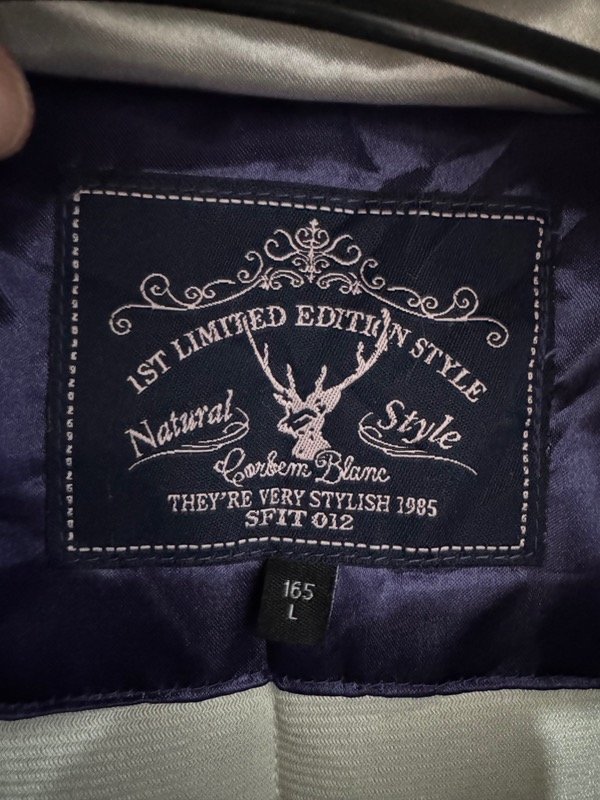 1ST LIMITED EDITION STYLE
Natural Style
Corbem Blanc
THEY'RE VERY STYLISH 1985
SFIT 012
165
L